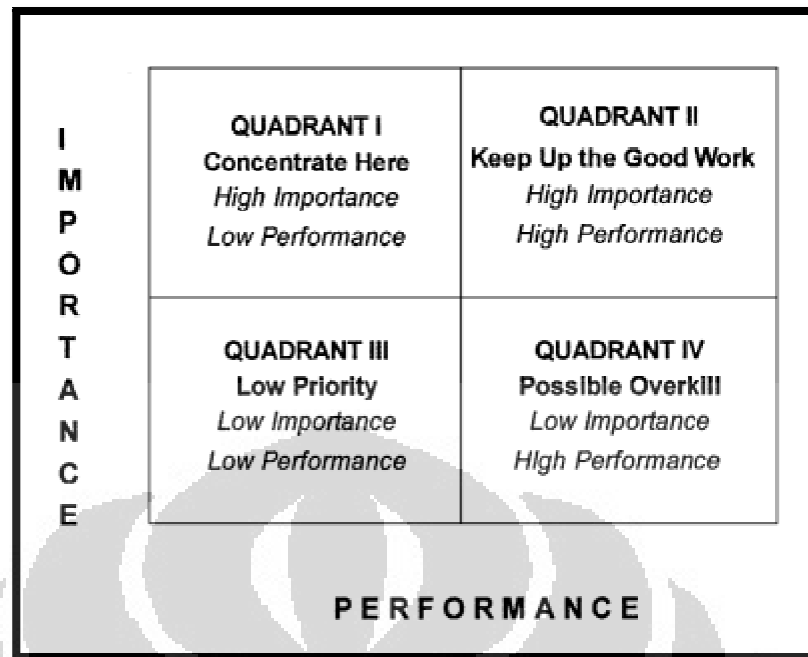 IMPORTANCE
QUADRANT I
Concentrate Here
High Importance
Low Performance
QUADRANT II
Keep Up the Good Work
High Importance
High Performance
QUADRANT III
Low Priority
Low Importance
Low Performance
QUADRANT IV
Possible Overkill
Low Importance
HIgh Performance
PERFORMANCE